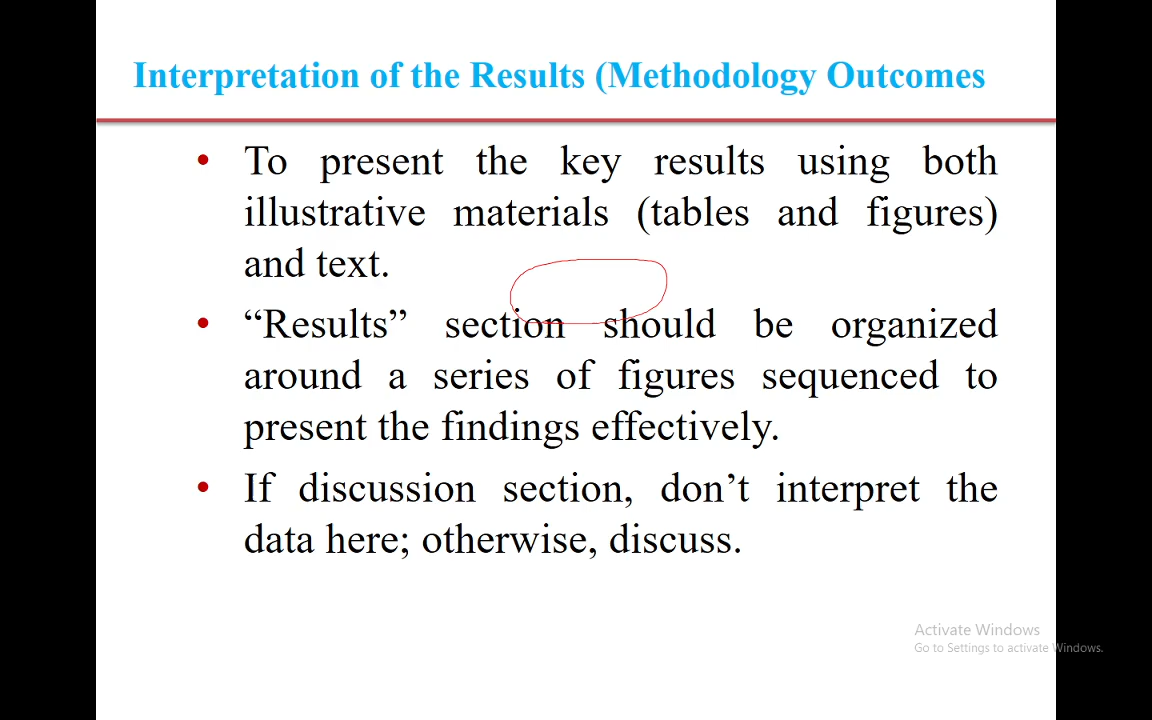 Interpretation of the Results (Methodology Outcomes
• To present the key results using both
illustrative materials (tables and figures)
and text.
• “Results” section should be organized
around a series of figures sequenced to
present the findings effectively.
• If discussion section, don’t interpret the
data here; otherwise, discuss.
Activate Windows
Go to Settings to activate Windows.